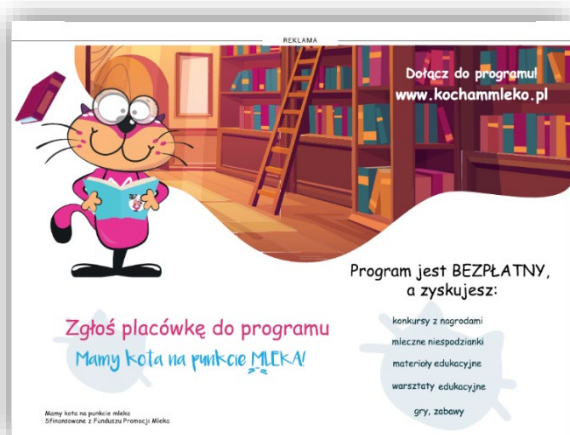 REKLAMA
Dołącz do programu!
www.kochammleko.pl
Program jest BEZPŁATNY,
a zyskujesz:
konkursy z nagrodami
mleczne niespodzianki
materiały edukacyjne
warsztaty edukacyjne
gry, zabawy
Zgłoś placówkę do programu
Mamy kota na punkcie MLEKA!
Mamy kota na punkcie mleka
Sfinansowane z Funduszu Promocji Mleka